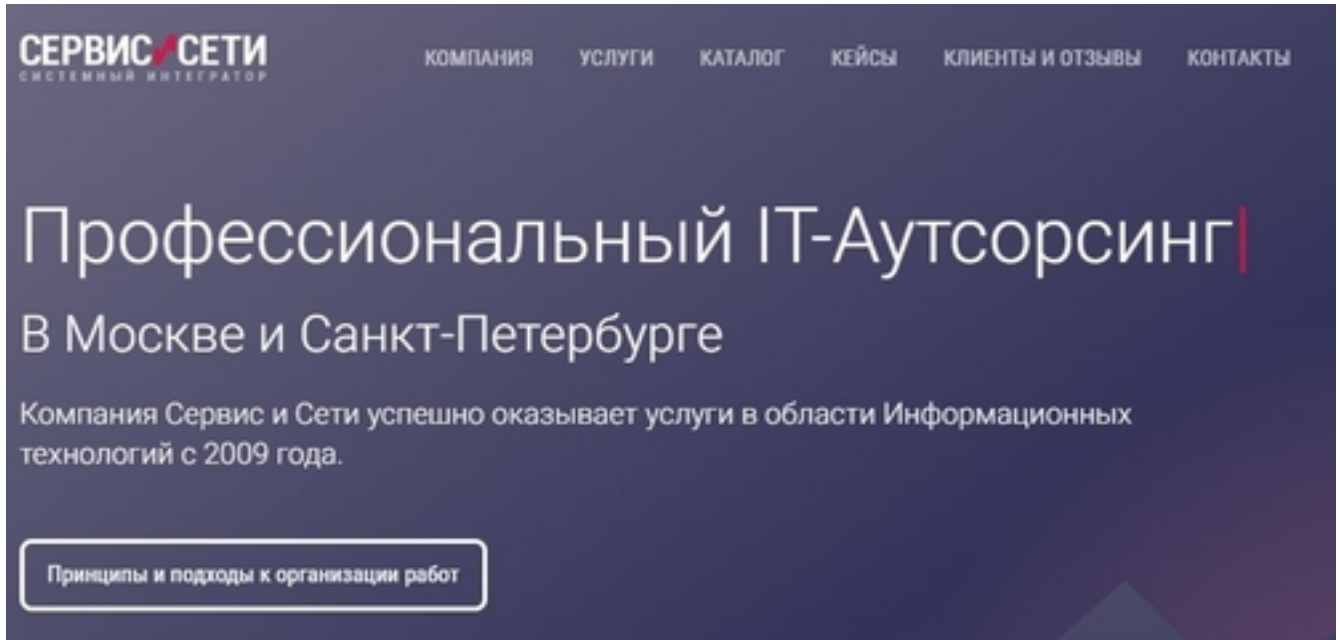 СЕРВИС И СЕТИ
СИСТЕМНЫЙ ИНТЕГРАТОР
КОМПАНИЯ УСЛУГИ КАТАЛОГ КЕЙСЫ КЛИЕНТЫ И ОТЗЫВЫ КОНТАКТЫ
Профессиональный IT-Аутсорсинг
В Москве и Санкт-Петербурге
Компания Сервис и Сети успешно оказывает услуги в области Информационных
технологий с 2009 года.
Принципы и подходы к организации работ